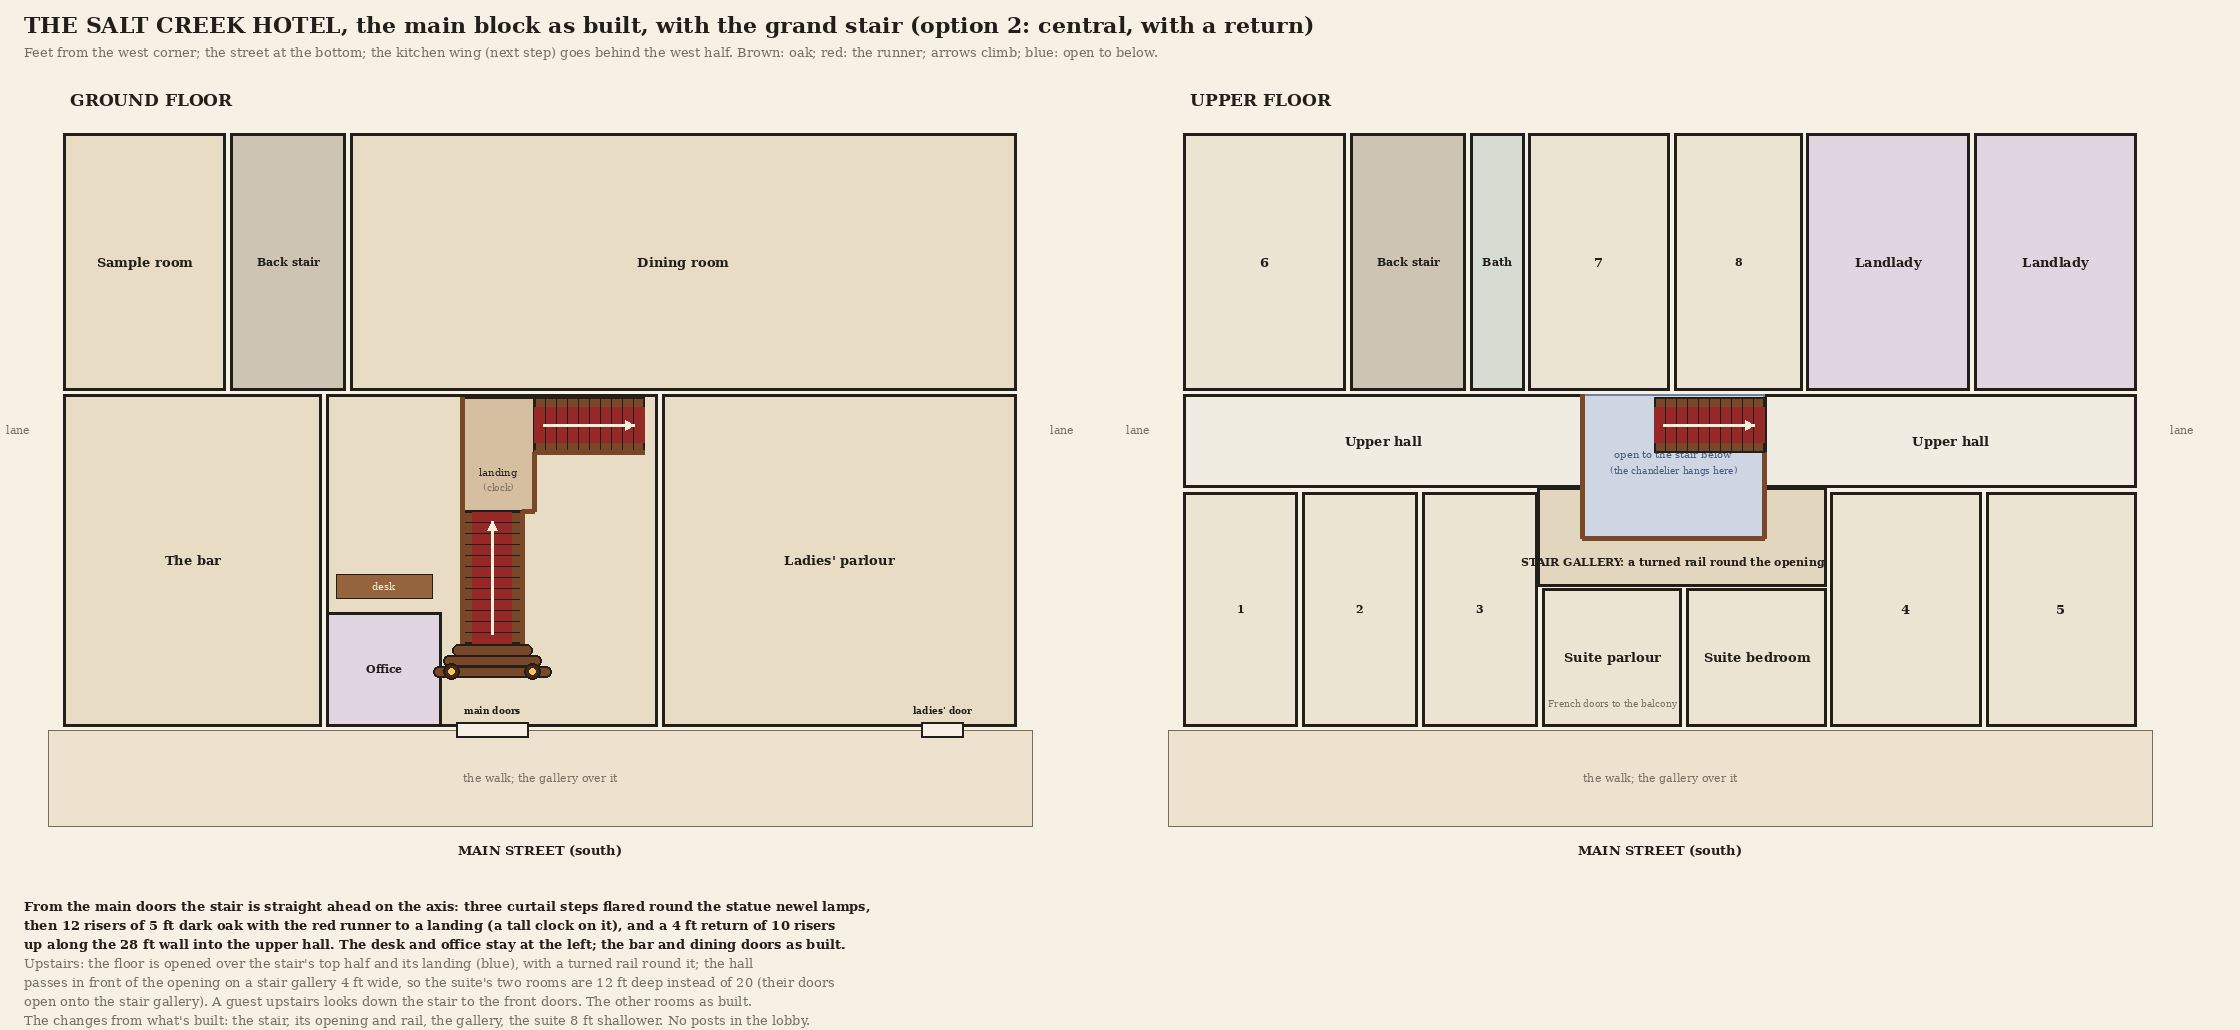 THE SALT CREEK HOTEL, the main block as built, with the grand stair (option 2: central, with a return)
Feet from the west corner; the street at the bottom; the kitchen wing (next step) goes behind the west half. Brown: oak; red: the runner; arrows climb; blue: open to below.
GROUND FLOOR
Sample room
Back stair
Dining room
lane
The bar
landing
(clock)
desk
Office
Ladies' parlour
lane
main doors
ladies' door
the walk; the gallery over it
MAIN STREET (south)
UPPER FLOOR
6
Back stair
Bath
7
8
Landlady
Landlady
lane
Upper hall
open to the stair below
(the chandelier hangs here)
Upper hall
lane
STAIR GALLERY: a turned rail round the opening
1
2
3
Suite parlour
French doors to the balcony
Suite bedroom
4
5
the walk; the gallery over it
MAIN STREET (south)
From the main doors the stair is straight ahead on the axis: three curtail steps flared round the statue newel lamps,
then 12 risers of 5 ft dark oak with the red runner to a landing (a tall clock on it), and a 4 ft return of 10 risers
up along the 28 ft wall into the upper hall. The desk and office stay at the left; the bar and dining doors as built.
Upstairs: the floor is opened over the stair's top half and its landing (blue), with a turned rail round it; the hall
passes in front of the opening on a stair gallery 4 ft wide, so the suite's two rooms are 12 ft deep instead of 20 (their doors
open onto the stair gallery). A guest upstairs looks down the stair to the front doors. The other rooms as built.
The changes from what's built: the stair, its opening and rail, the gallery, the suite 8 ft shallower. No posts in the lobby.